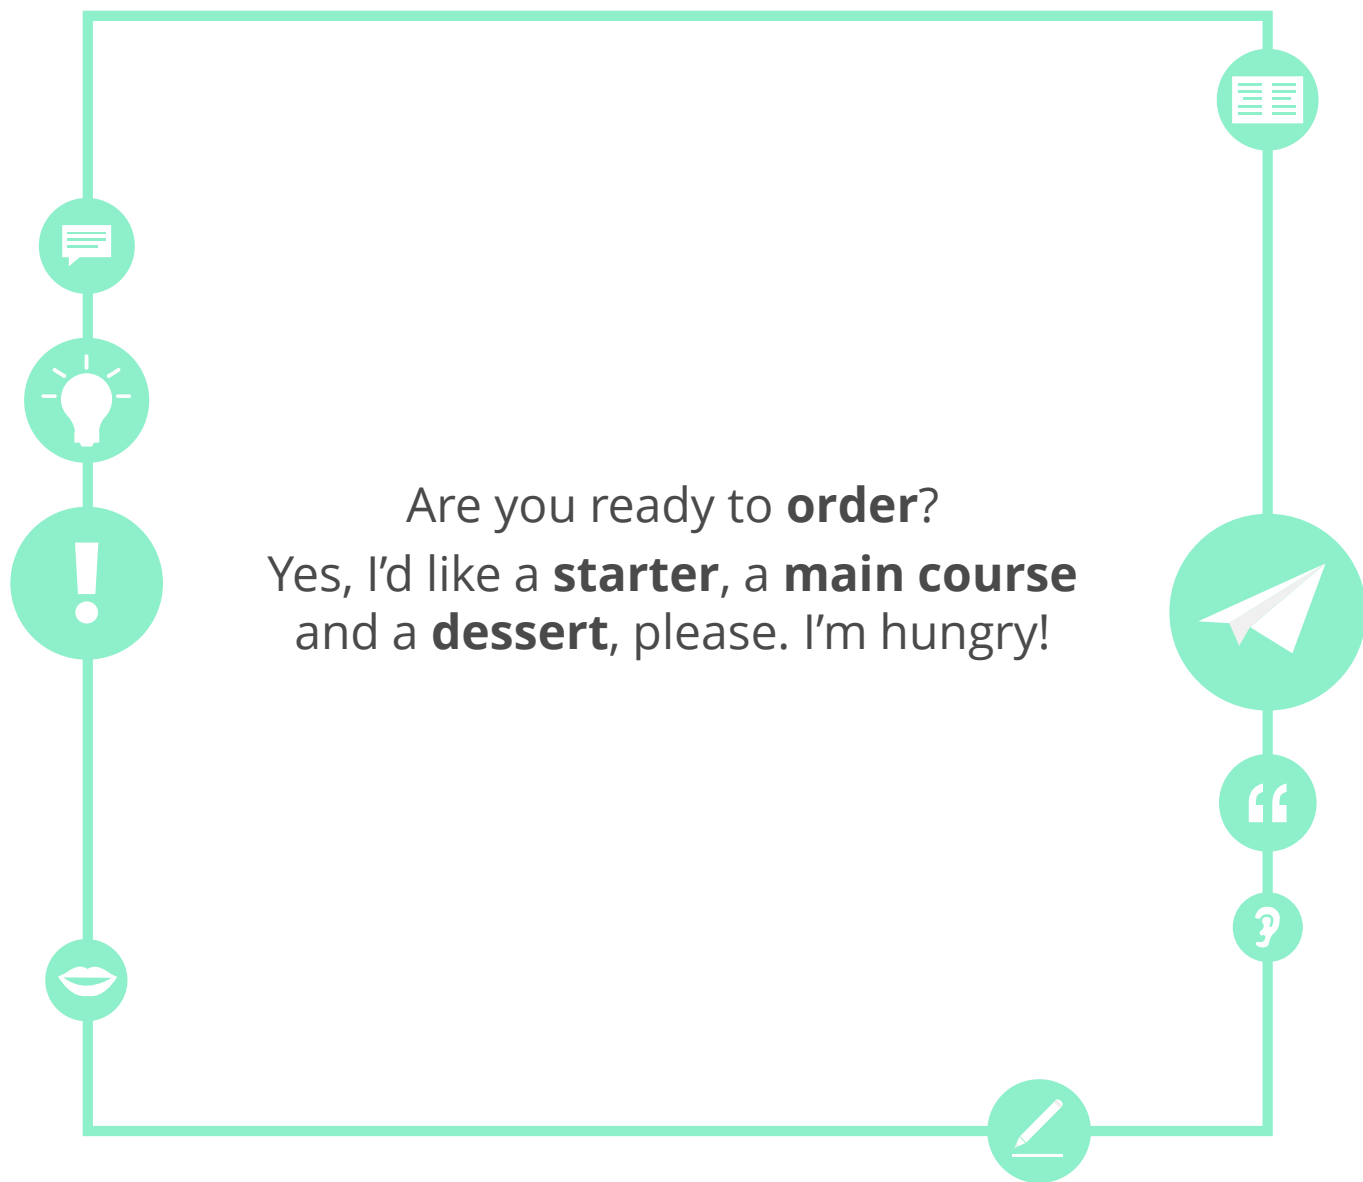 Are you ready to order?
Yes, I’d like a starter, a main course
and a dessert, please. I’m hungry!